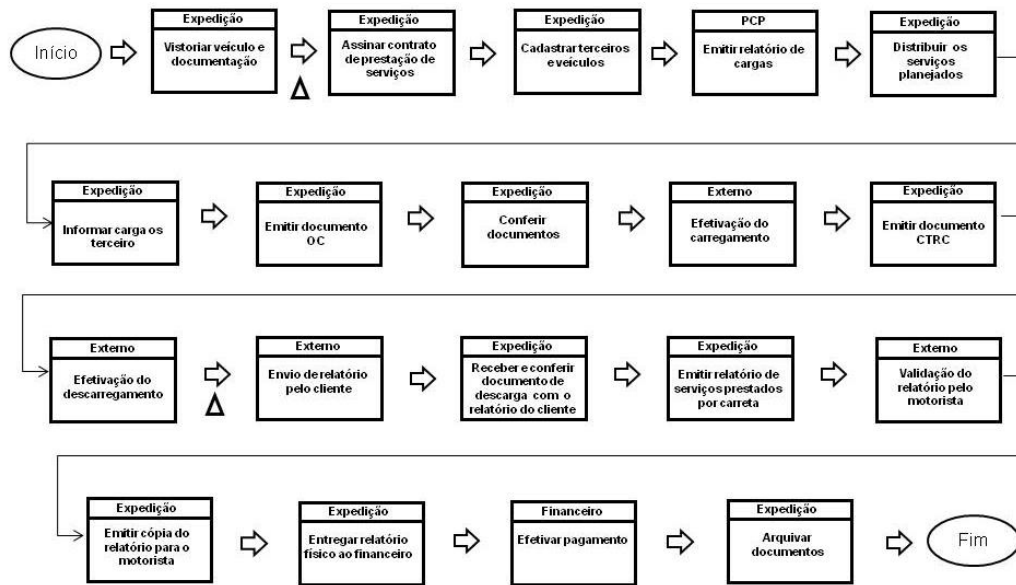 Início
Expedição
Vistoriar veículo e
documentação
Expedição
Assinar contrato
de prestação de
serviços
Expedição
Cadastrar terceiros
e veículos
PCP
Emitir relatório de
cargas
Expedição
Distribuir os
serviços
planejados
Expedição
Informar carga os
terceiro
Expedição
Emitir documento
OC
Expedição
Conferir
documentos
Externo
Efetivação do
carregamento
Expedição
Emitir documento
CTRC
Externo
Efetivação do
descarregamento
Externo
Envio de relatório
pelo cliente
Expedição
Receber e conferir
documento de
descarga com o
relatório do cliente
Expedição
Emitir relatório de
serviços prestados
por carreta
Externo
Validação do
relatório pelo
motorista
Expedição
Emitir cópia do
relatório para o
motorista
Expedição
Entregar relatório
físico ao financeiro
Financeiro
Efetivar pagamento
Expedição
Arquivar
documentos
Fim